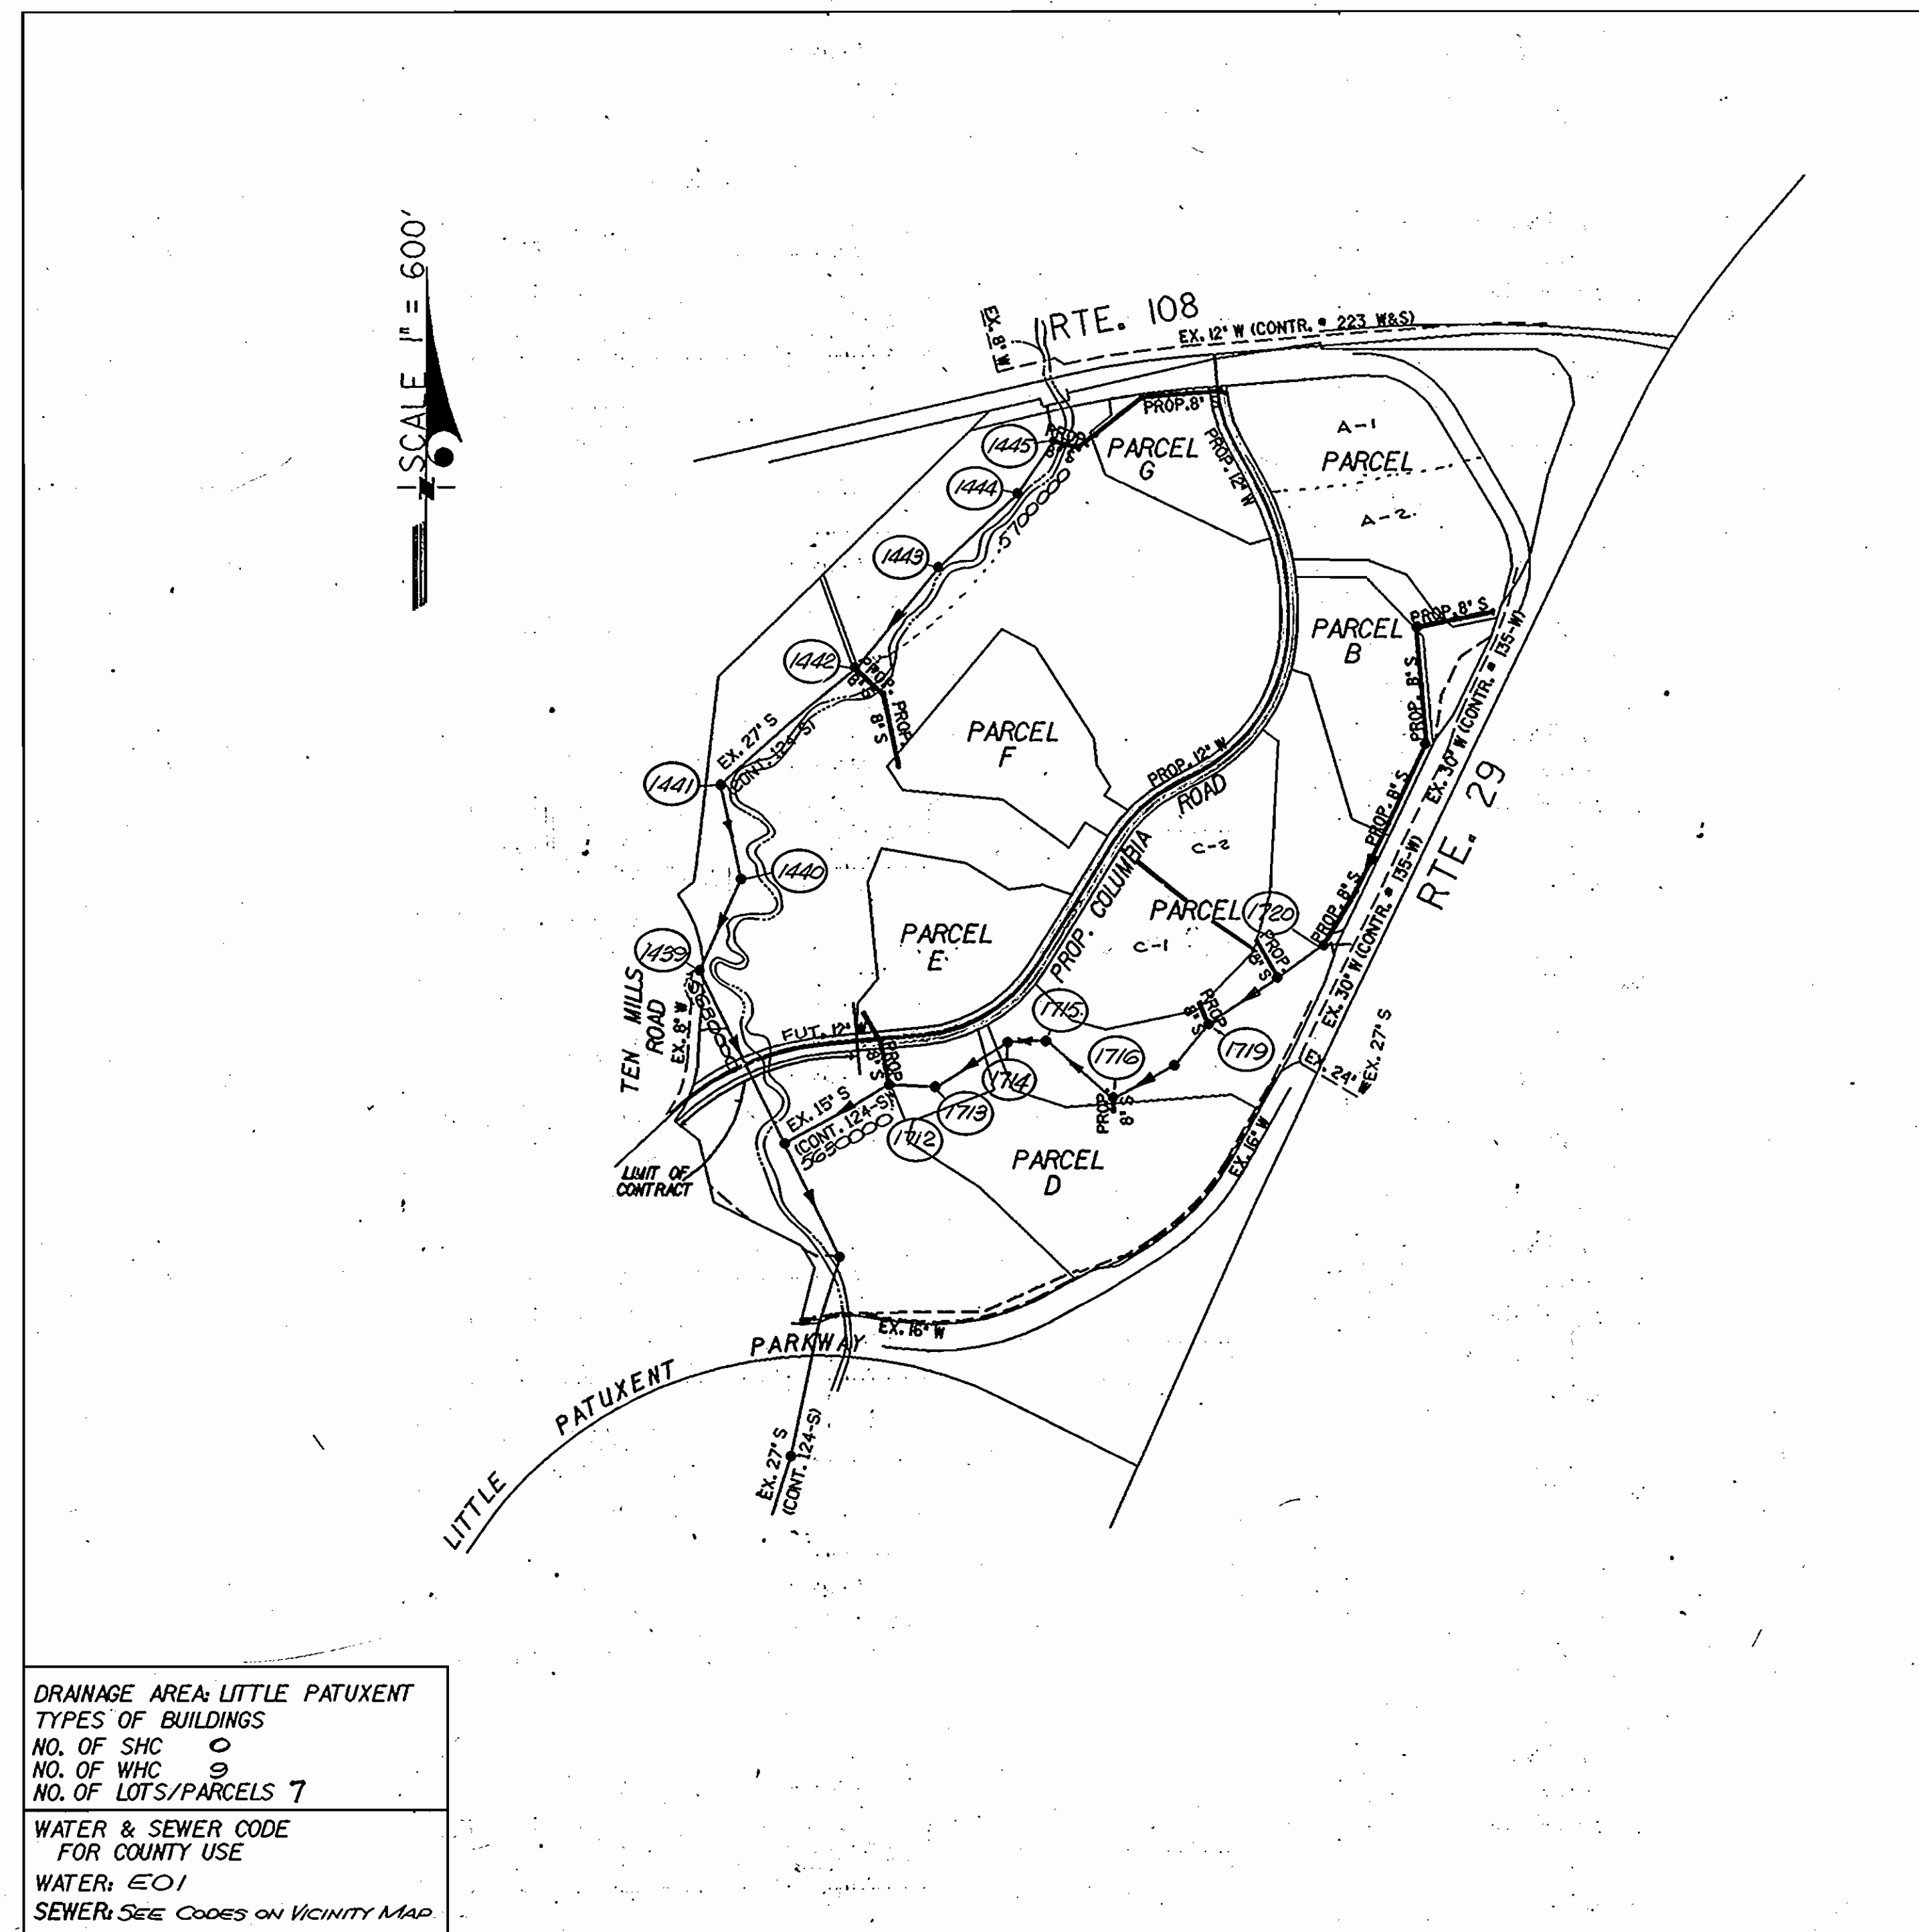 SCALE 1" = 600'
RTE. 108
EX. 8" W
EX. 12" W (CONTR. # 223 W&S)
PROP. 8"
PROP. 8" S
1445
PARCEL G
PROP. 12" W
A-1
PARCEL
A-2
1444
5700000
1443
PARCEL B
PROP. 8" S
1442
PROP. 8" S
PROP. 8" S
PROP. 8" S
EX. 27" S
(CONT. 124-S)
1441
PARCEL F
PROP. 12" W
EX. 30" W (CONTR. # 135-W)
RTE. 29
PROP. 8" S
PROP. COLUMBIA ROAD
C-2
1440
PARCEL
C-1
1720
PROP. 8" S
PROP. 8" S
PARCEL E
1439
TEN MILLS ROAD
EX. 8" W
5680000
EX. 30" W (CONTR. # 135-W)
FUT. 12" W
PROP. 8" S
1715
PROP. 8" S
1716
1719
EX. 24"
EX. 27" S
1714
1713
EX. 15" S
(CONT. 124-S)
5650000
1712
PROP. 8" S
PARCEL D
EX. 16" W
LIMIT OF
CONTRACT
EX. 16" W
LITTLE PATUXENT PARKWAY
EX. 27" S
(CONT. 124-S)
DRAINAGE AREA: LITTLE PATUXENT
TYPES OF BUILDINGS
NO. OF SHC 0
NO. OF WHC 9
NO. OF LOTS/PARCELS 7
WATER & SEWER CODE
FOR COUNTY USE
WATER: E01
SEWER: SEE CODES ON VICINITY MAP